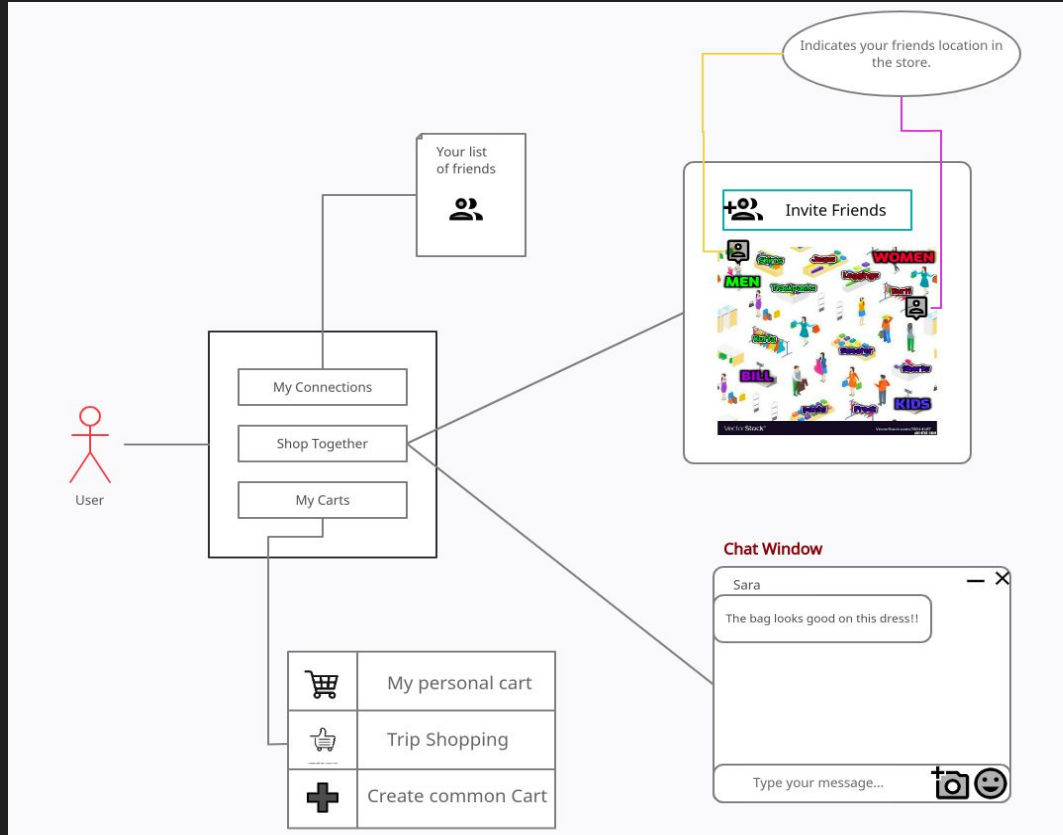 Indicates your friends location in
the store.
Your list
of friends
Invite Friends
WOMEN
MEN
Leggings
BILL
KIDS
VectorStock
My Connections
Shop Together
My Carts
User
Chat Window
Sara
The bag looks good on this dress!!
Type your message...
My personal cart
Trip Shopping
Create common Cart